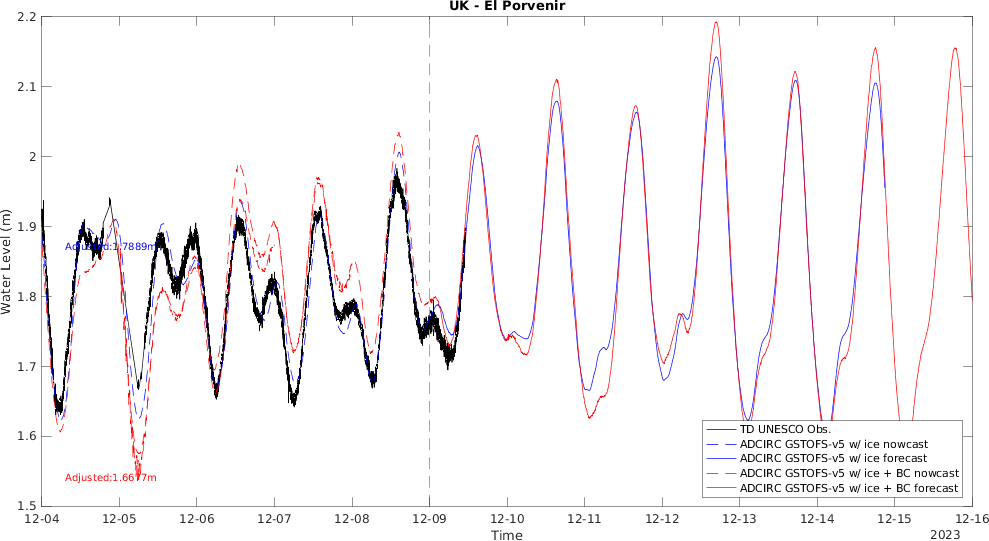 UK - El Porvenir
2.2
2.1
2
1.9
1.8
1.7
1.6
1.5
Water Level (m)
Adjusted:1.7889m
Adjusted:1.6677m
TD UNESCO Obs.
ADCIRC GSTOFS-v5 w/ ice nowcast
ADCIRC GSTOFS-v5 w/ ice forecast
ADCIRC GSTOFS-v5 w/ ice + BC nowcast
ADCIRC GSTOFS-v5 w/ ice + BC forecast
12-04 12-05 12-06 12-07 12-08 12-09 12-10 12-11 12-12 12-13 12-14 12-15 12-16
Time
2023